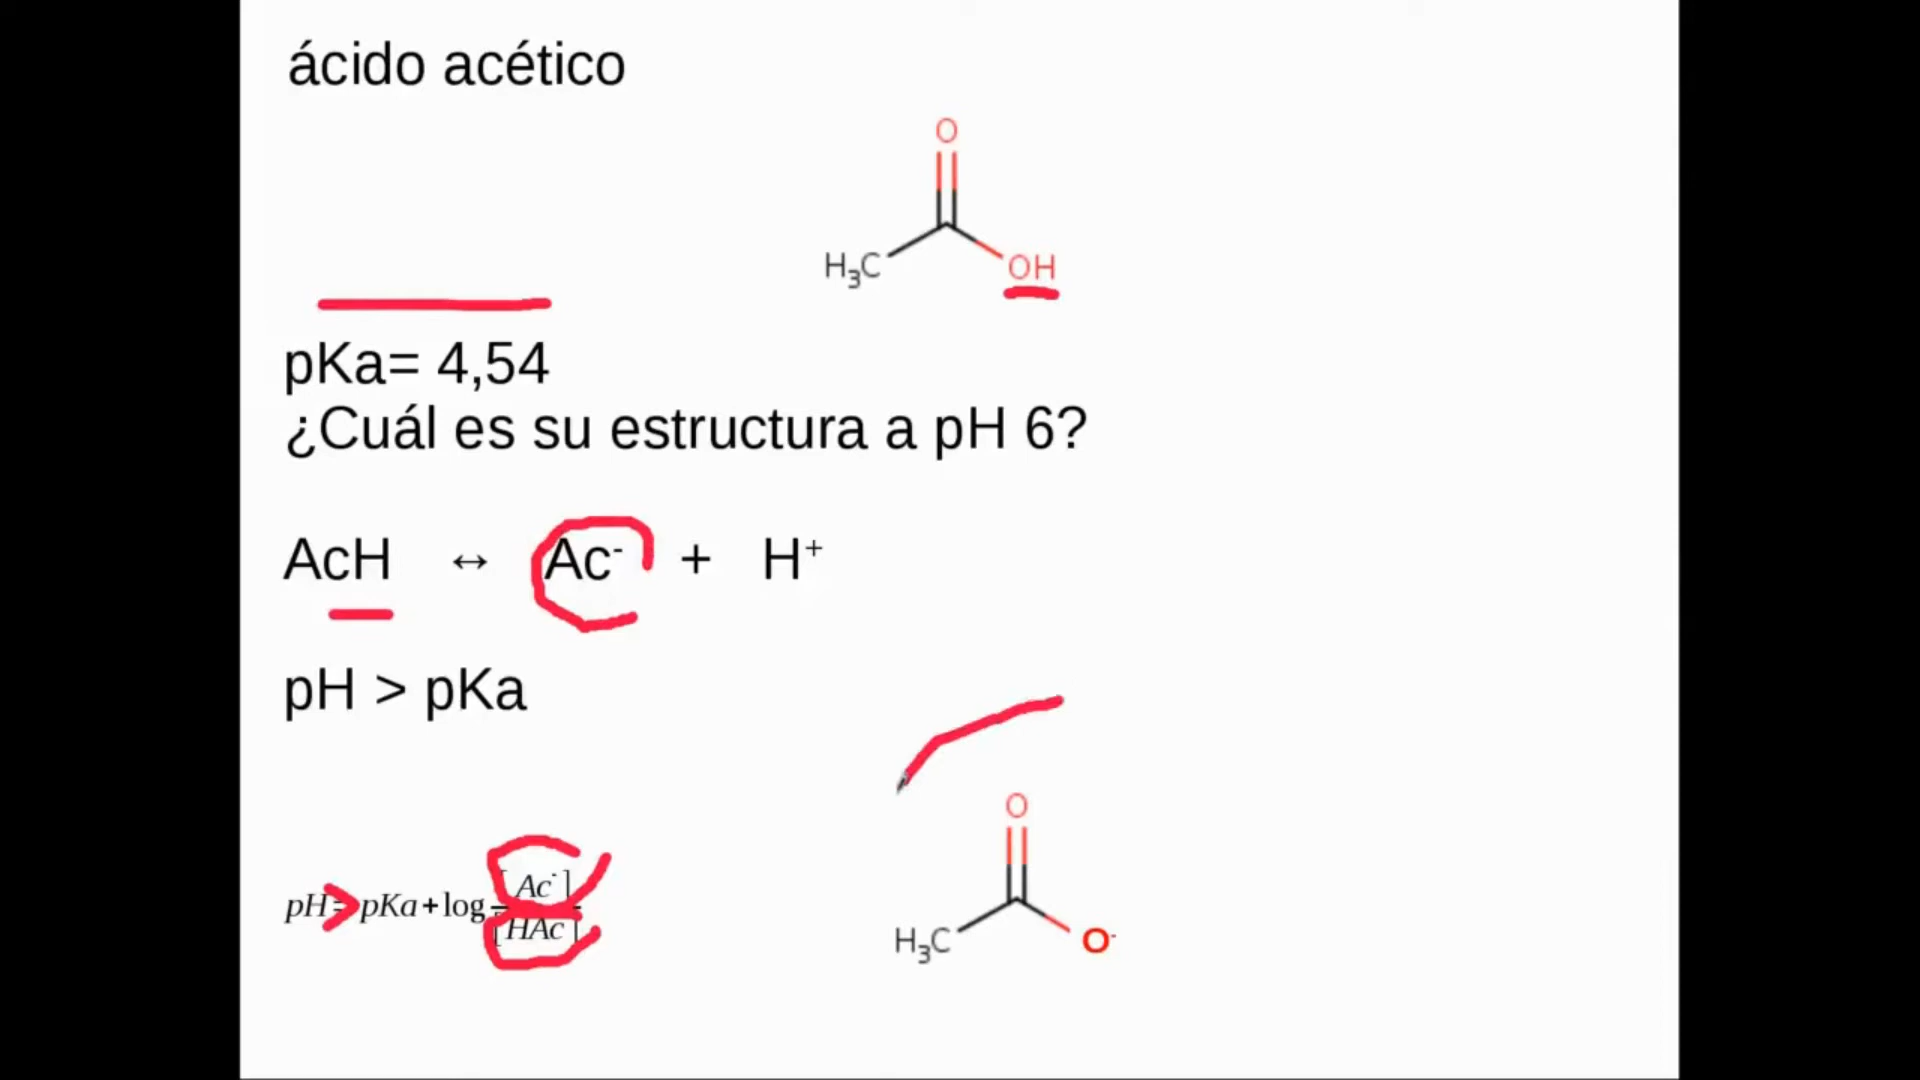 ácido acético
O
H₃C
OH
pKa= 4,54
¿Cuál es su estructura a pH 6?
AcH ↔ Ac⁻ + H⁺
pH > pKa
O
pH = pKa + log [Ac⁻] / [HAc]
H₃C
O⁻